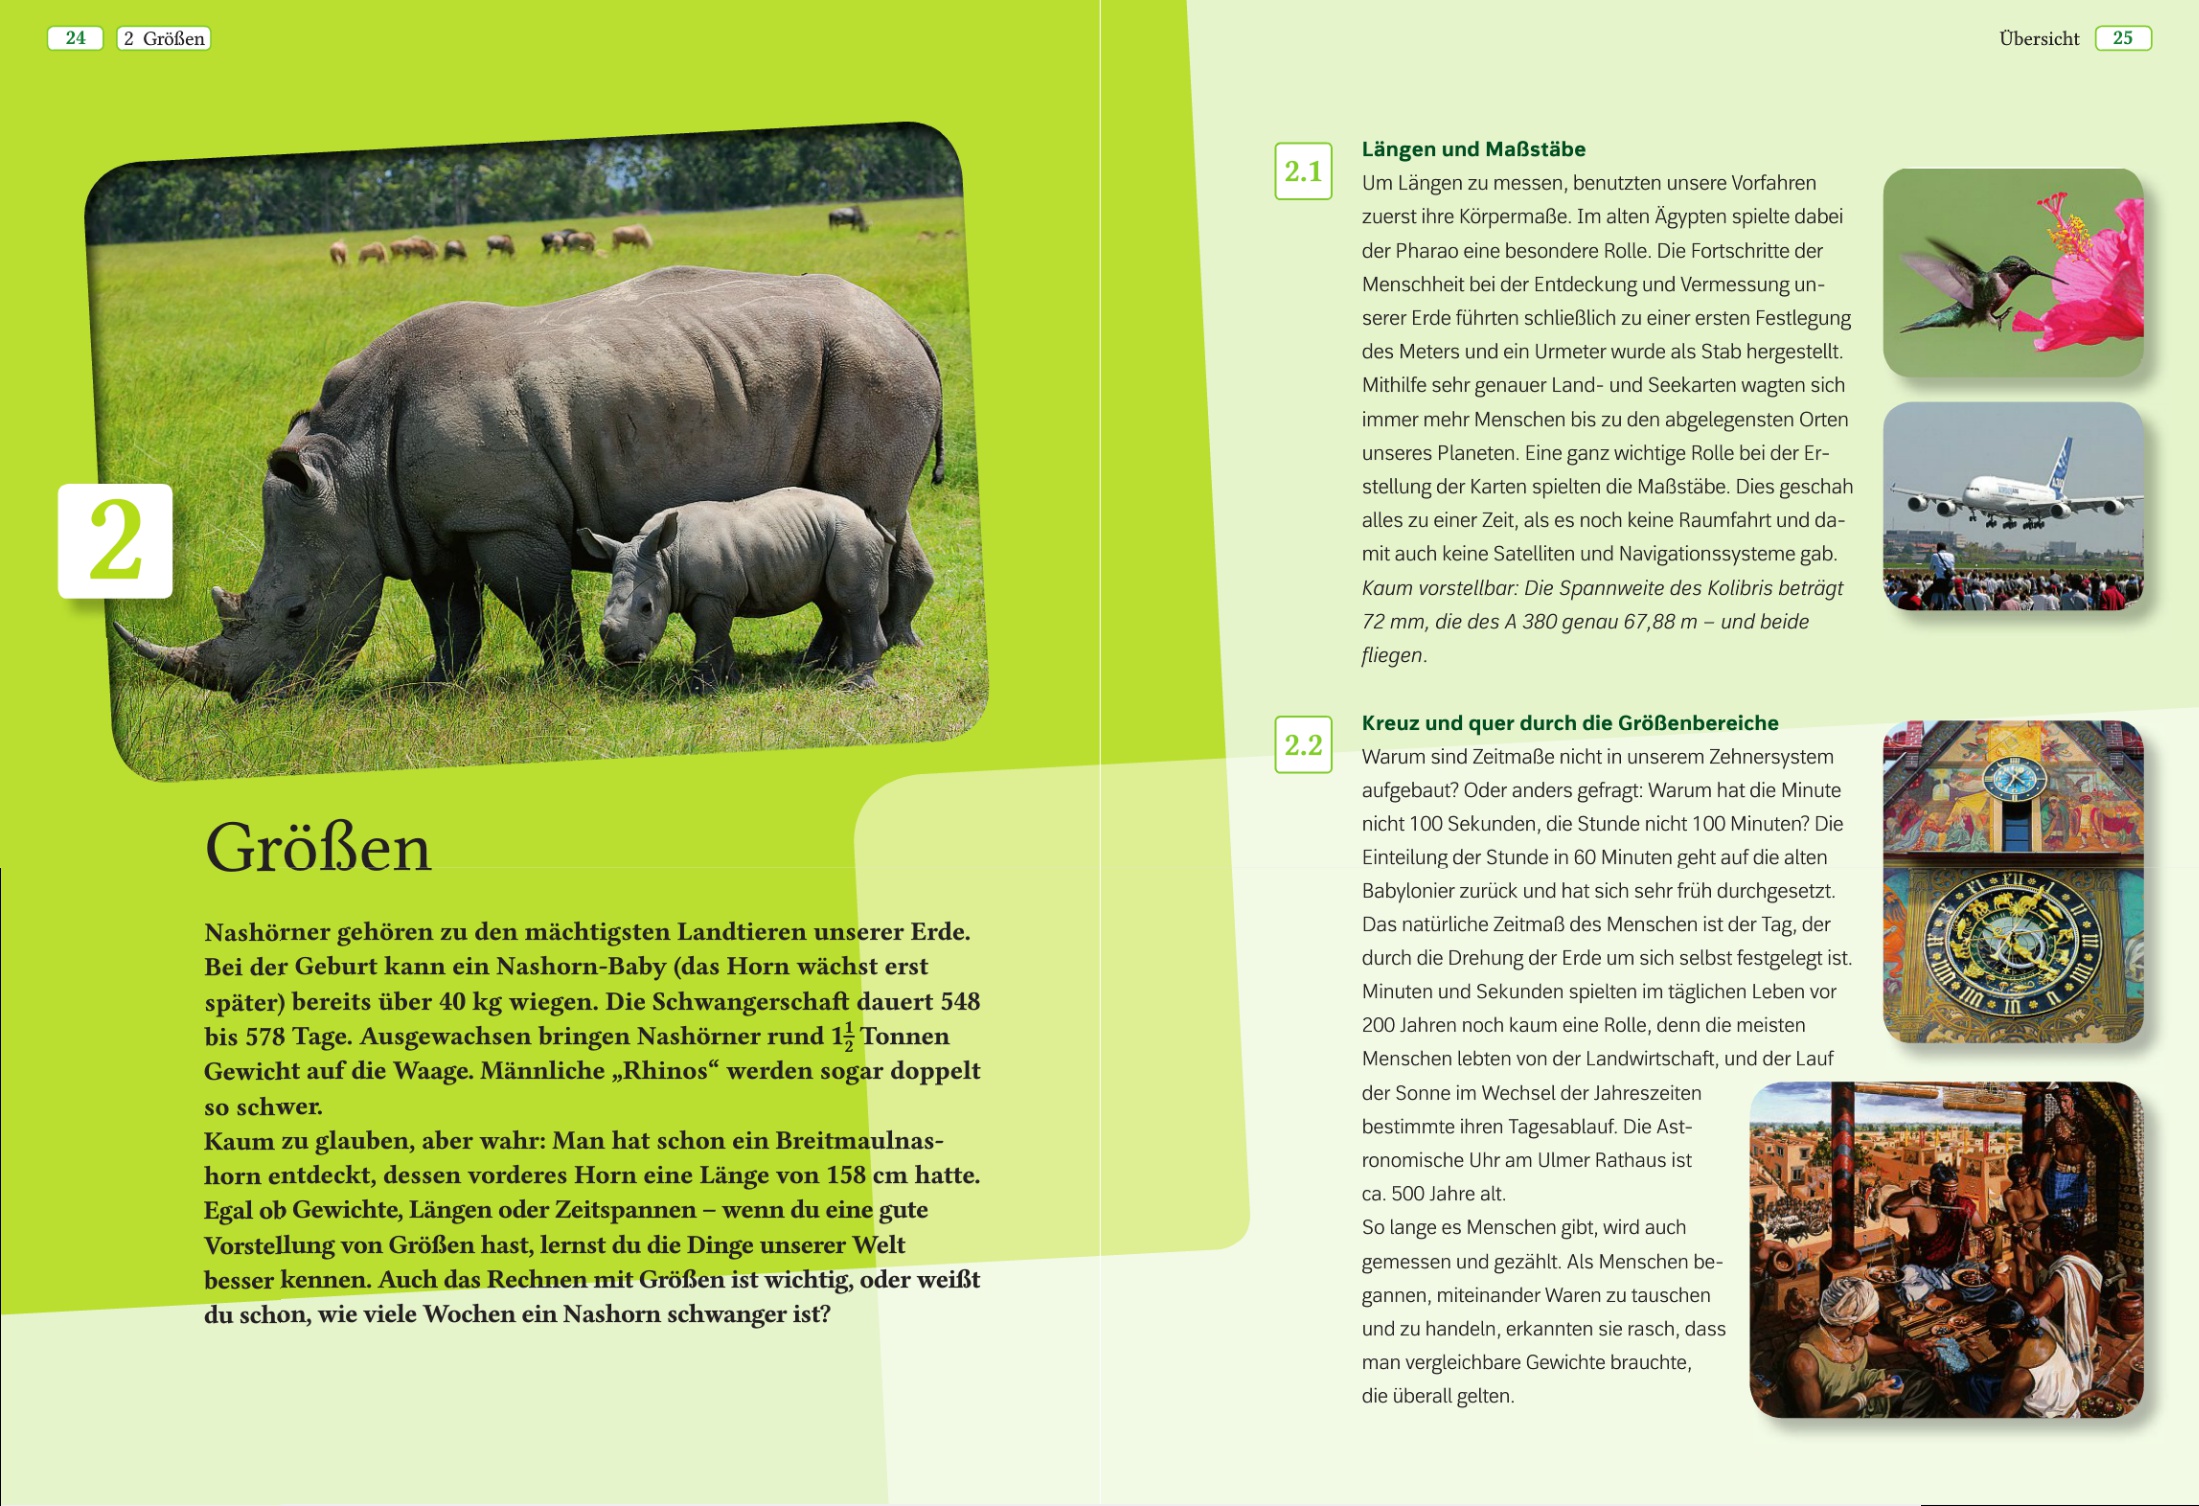 24
2 Größen
Übersicht
25
2
Größen
Nashörner gehören zu den mächtigsten Landtieren unserer Erde.
Bei der Geburt kann ein Nashorn-Baby (das Horn wächst erst
später) bereits über 40 kg wiegen. Die Schwangerschaft dauert 548
bis 578 Tage. Ausgewachsen bringen Nashörner rund 1½ Tonnen
Gewicht auf die Waage. Männliche „Rhinos“ werden sogar doppelt
so schwer.
Kaum zu glauben, aber wahr: Man hat schon ein Breitmaulnas-
horn entdeckt, dessen vorderes Horn eine Länge von 158 cm hatte.
Egal ob Gewichte, Längen oder Zeitspannen – wenn du eine gute
Vorstellung von Größen hast, lernst du die Dinge unserer Welt
besser kennen. Auch das Rechnen mit Größen ist wichtig, oder weißt
du schon, wie viele Wochen ein Nashorn schwanger ist?
2.1
Längen und Maßstäbe
Um Längen zu messen, benutzten unsere Vorfahren
zuerst ihre Körpermaße. Im alten Ägypten spielte dabei
der Pharao eine besondere Rolle. Die Fortschritte der
Menschheit bei der Entdeckung und Vermessung un-
serer Erde führten schließlich zu einer ersten Festlegung
des Meters und ein Urmeter wurde als Stab hergestellt.
Mithilfe sehr genauer Land- und Seekarten wagten sich
immer mehr Menschen bis zu den abgelegensten Orten
unseres Planeten. Eine ganz wichtige Rolle bei der Er-
stellung der Karten spielten die Maßstäbe. Dies geschah
alles zu einer Zeit, als es noch keine Raumfahrt und da-
mit auch keine Satelliten und Navigationssysteme gab.
Kaum vorstellbar: Die Spannweite des Kolibris beträgt
72 mm, die des A 380 genau 67,88 m – und beide
fliegen.
2.2
Kreuz und quer durch die Größenbereiche
Warum sind Zeitmaße nicht in unserem Zehnersystem
aufgebaut? Oder anders gefragt: Warum hat die Minute
nicht 100 Sekunden, die Stunde nicht 100 Minuten? Die
Einteilung der Stunde in 60 Minuten geht auf die alten
Babylonier zurück und hat sich sehr früh durchgesetzt.
Das natürliche Zeitmaß des Menschen ist der Tag, der
durch die Drehung der Erde um sich selbst festgelegt ist.
Minuten und Sekunden spielten im täglichen Leben vor
200 Jahren noch kaum eine Rolle, denn die meisten
Menschen lebten von der Landwirtschaft, und der Lauf
der Sonne im Wechsel der Jahreszeiten
bestimmte ihren Tagesablauf. Die Ast-
ronomische Uhr am Ulmer Rathaus ist
ca. 500 Jahre alt.
So lange es Menschen gibt, wird auch
gemessen und gezählt. Als Menschen be-
gannen, miteinander Waren zu tauschen
und zu handeln, erkannten sie rasch, dass
man vergleichbare Gewichte brauchte,
die überall gelten.